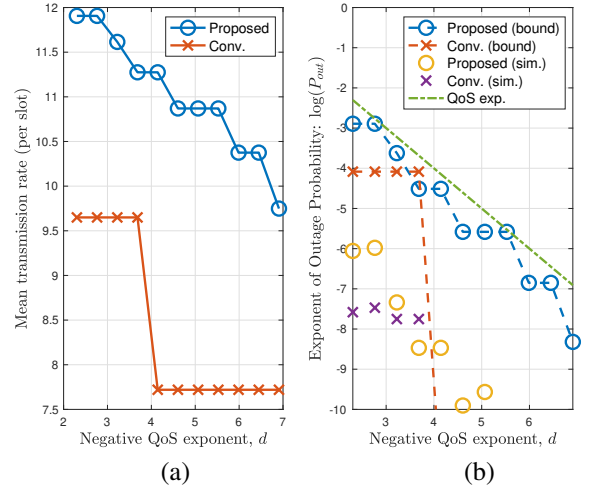 12
11.5
11
10.5
10
9.5
9
8.5
8
7.5
2 3 4 5 6 7
Mean transmission rate (per slot)
Negative QoS exponent, d
Proposed
Conv.
(a)
0
-1
-2
-3
-4
-5
-6
-7
-8
-9
-10
3 4 5 6
Exponent of Outage Probability: log(P_out)
Negative QoS exponent, d
Proposed (bound)
Conv. (bound)
Proposed (sim.)
Conv. (sim.)
QoS exp.
(b)